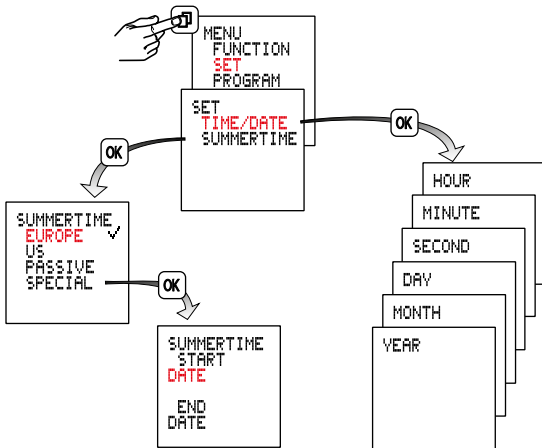 MENU
FUNCTION
SET
PROGRAM
SET
TIME/DATE
SUMMERTIME
OK
OK
SUMMERTIME
EUROPE ✓
US
PASSIVE
SPECIAL
OK
SUMMERTIME
START
DATE
END
DATE
HOUR
MINUTE
SECOND
DAY
MONTH
YEAR